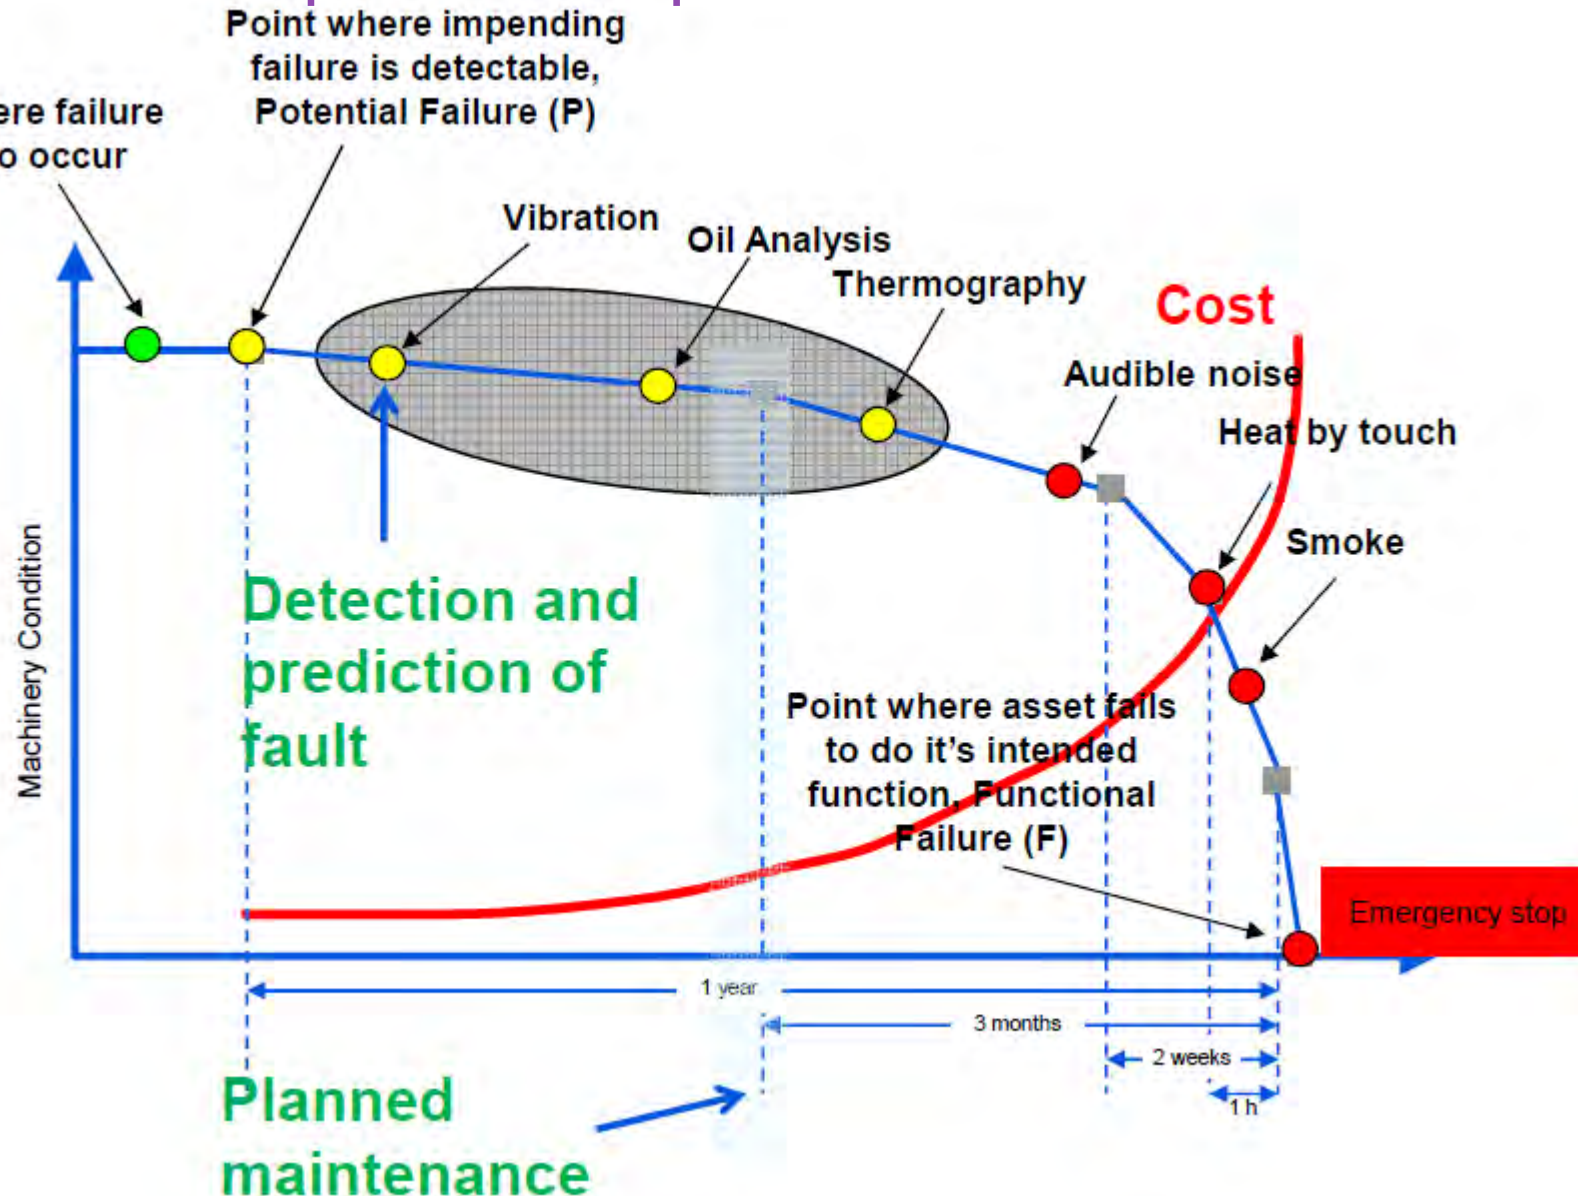 Point where impending
failure is detectable,
Potential Failure (P)
ere failure
o occur
Vibration
Oil Analysis
Thermography
Cost
Audible noise
Heat by touch
Smoke
Machinery Condition
Detection and
prediction of
fault
Point where asset fails
to do it's intended
function, Functional
Failure (F)
Emergency stop
1 year
3 months
2 weeks
1 h
Planned
maintenance